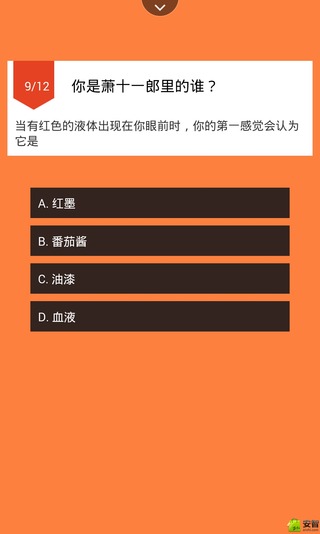 9/12
你是萧十一郎里的谁？
当有红色的液体出现在你眼前时，你的第一感觉会认为
它是
A. 红墨
B. 番茄酱
C. 油漆
D. 血液
安智